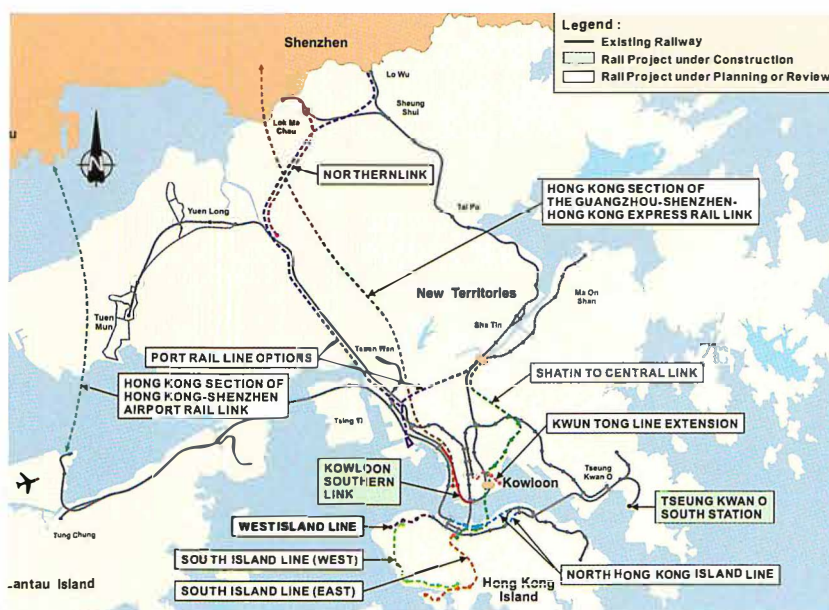 Shenzhen
Legend :
Existing Railway
Rail Project under Construction
Rail Project under Planning or Review
Lo Wu
Sheung
Shui
Lok Ma
Chau
N
NORTHERNLINK
Tai Po
HONG KONG SECTION OF
THE GUANGZHOU-SHENZHEN-
HONG KONG EXPRESS RAIL LINK
Yuen Long
New Territories
Ma On
Shan
Tuen
Mun
Sha Tin
PORT RAIL LINE OPTIONS
Tsuen Wan
HONG KONG SECTION OF
HONG KONG-SHENZHEN
AIRPORT RAIL LINK
SHATIN TO CENTRAL LINK
Tsing Yi
KWUN TONG LINE EXTENSION
KOWLOON
SOUTHERN
LINK
Kowloon
Tseung
Kwan O
TSEUNG KWAN O
SOUTH STATION
Tung Chung
WEST ISLAND LINE
SOUTH ISLAND LINE (WEST)
NORTH HONG KONG ISLAND LINE
Lantau Island
SOUTH ISLAND LINE (EAST)
Hong Kong
Island